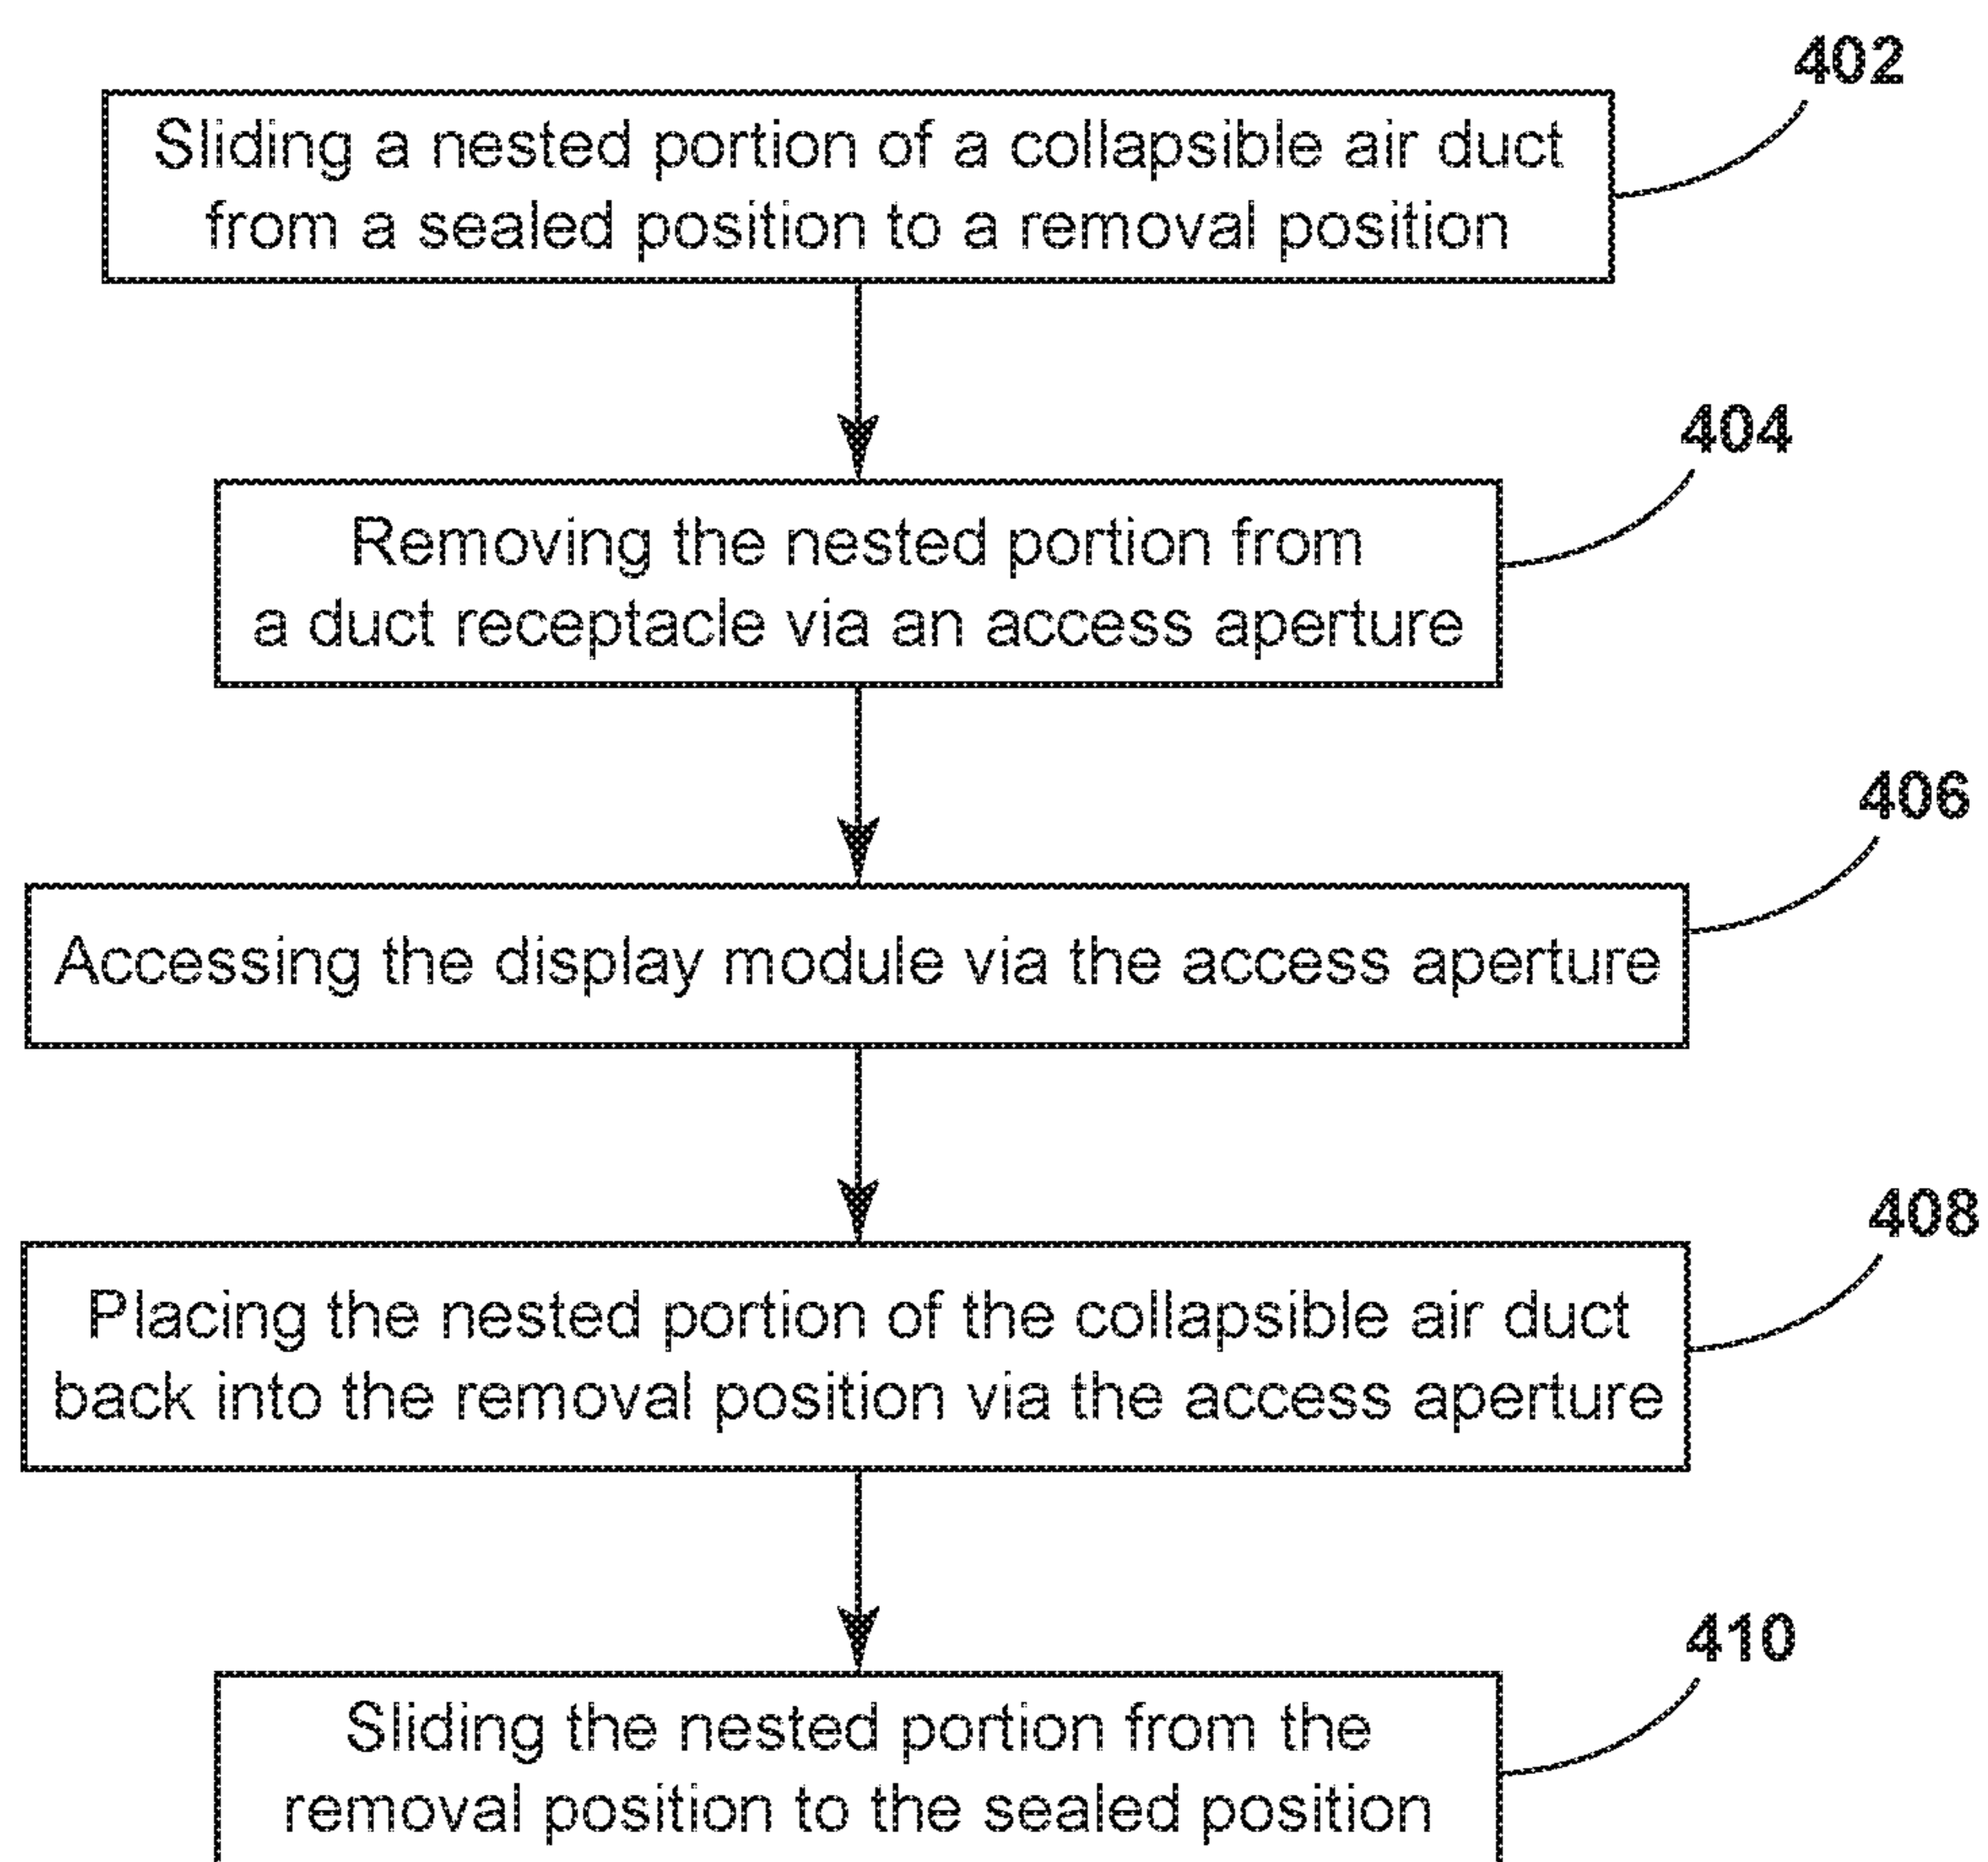 402
Sliding a nested portion of a collapsible air duct
from a sealed position to a removal position
404
Removing the nested portion from
a duct receptacle via an access aperture
406
Accessing the display module via the access aperture
408
Placing the nested portion of the collapsible air duct
back into the removal position via the access aperture
410
Sliding the nested portion from the
removal position to the sealed position